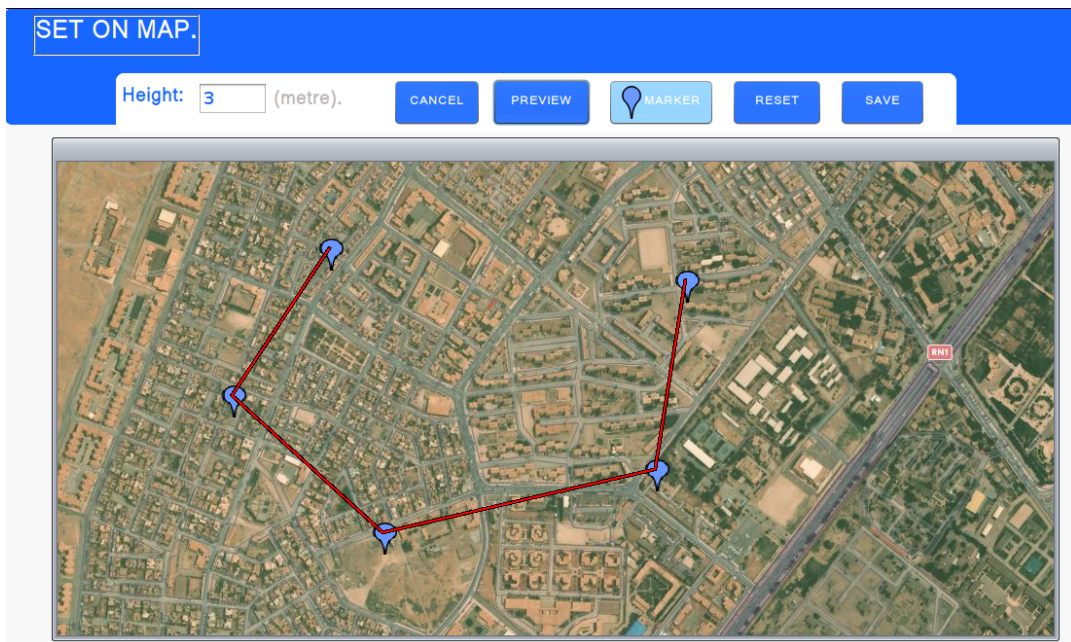 SET ON MAP.
Height: 3 (metre). CANCEL PREVIEW MARKER RESET SAVE
RN1